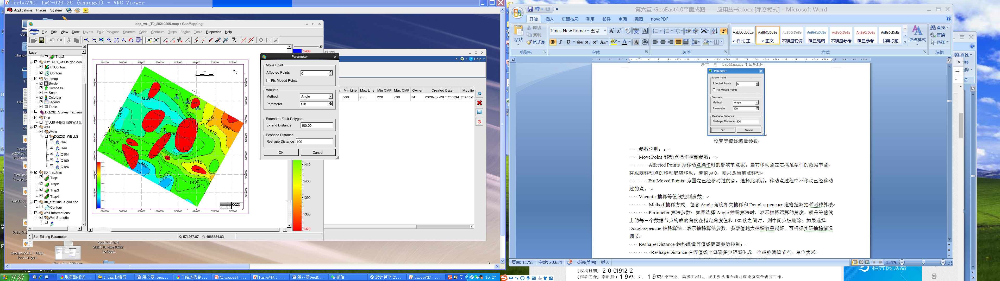 TurboVNC: hw2-023:26 (zhangxf) - VNC Viewer
Applications Places System
dqz_wt1_T0_20210205.map : GeoMapping
File Edit View Draw Layers Fault Polygons Scatters Grids Contours Traps Facies Tools Properties Help
Layer
Trap2
20210201_wt1.ls.grid.con
FillContour
Contour
Basemap
Border
Compass
Scale
Colorbar
Legend
Table
DQZ3D_Surveymap.sum
Text
大晴子地区地震Wt1反
Well
Wells
DQZ3D_WELLS
H47
H49
Q104
Q109
Q124
3D_trap.trap
Trap1
Trap2
Trap3
Trap4
lith_statistic.ls.grid.con
Contour
Well Informations
Well Statistic
564000 566000 568000 570000 572000 574000 576000 578000
N
1450
1450
1440
1430
1440
1460
1450
1430
1440
1410
1410
1400
1390
1430
1440
Q104
Q109
564000 566000 568000 570000 572000 574000 576000 578000
1480
1410
1400
1390
1380
1370
Set Editing Parameter
X: 571267.07 Y: 4965554.03
Parameter
Move Point
Affected Points 0
Fix Moved Points
Vacuate
Method Angle
Parameter 170
Extend to Fault Polygon
Extend Distance 100.00
Reshape Distance
Reshape Distance 100
OK Cancel
Help
Min Line Max Line Min CMP Max CMP Owner Created Date Modifie
500 780 220 700 lyf 2020-07-28 17:11:34 zhangxf
GeoEastV3.5.1_ADD_
function.pptx
GeoEastV4.0_
20210101-20210322_
zxf.pptx
开始
地震勘探资...
4.0丛书编写
第六章-Geo...
二维地震剖...
Microsoft ...
TurboVNC: ...
第八章GeoM...
微信
云计算平台...
TurboVNC: ...
15:27
第六章-GeoEast4.0平面成图——应用丛书.docx [兼容模式] - Microsoft Word
开始 插入 页面布局 引用 邮件 审阅 视图 novaPDF
粘贴
剪切
复制
格式刷
剪贴板
Times New Roman 五号
字体
段落
AaBbCcDdEe AaBbCcDdEe AaBbCcDdEe AaBbCcDdEe AaBbCcDdEe AaBbCcDdEe AaBbCcDdEe
样式 正... 正文 不明显强调 明显强调 不明显参考 明显参考 书籍标题
更改样式
样式
查找
替换
选择
编辑
第十二章 GeoMapping 平面成图
Parameter
Move Point
Affected Points 0
Fix Moved Points
Vacuate
Method Angle
Parameter 170
Reshape Distance
Reshape Distance 300
OK Cancel
设置等值线编辑参数
参数说明：：
Move Point 移动点操作控制参数：
Affected Points 为移动点操作时的影响节点数。当前移动点左右满足条件的数据节点，
将跟随移动点的移动趋势移动。若值为 0，则只是当前点移动
Fix Moved Points 为固定已经移动过的点，选择此项后，移动点过程中不移动已经移动
过的点。
Vacuate 抽稀等值线控制参数：
Method 抽稀方式：包含 Angle 角度相关抽稀和 Douglas-peucuer 道格拉斯抽稀两种算法
Parameter 算法参数：如果选择 Angle 抽稀算法时，表示抽稀运算的角度，就是等值线
上的每三个数据节点构成的角度在指定角度值和 180 度之间时，则中间点被删除；如果选择
Douglas-peucue 抽稀算法，表示抽稀算法参数，参数值越大抽稀效果越好。可根据实际抽稀情况
调节
Reshape Distance 趋势编辑等值线距离参数控制：
Reshape Distance 在等值线上每隔多少距离生成一个趋势编辑节点，单位为米
页面: 11/55 字数: 20,634 英语(美国) 插入
134%
[收稿日期]
[作者简介] 李丽贤
女，
大学毕业，高级工程师，现主要从事石油地震地质综合研究工作。
稻壳阅读器